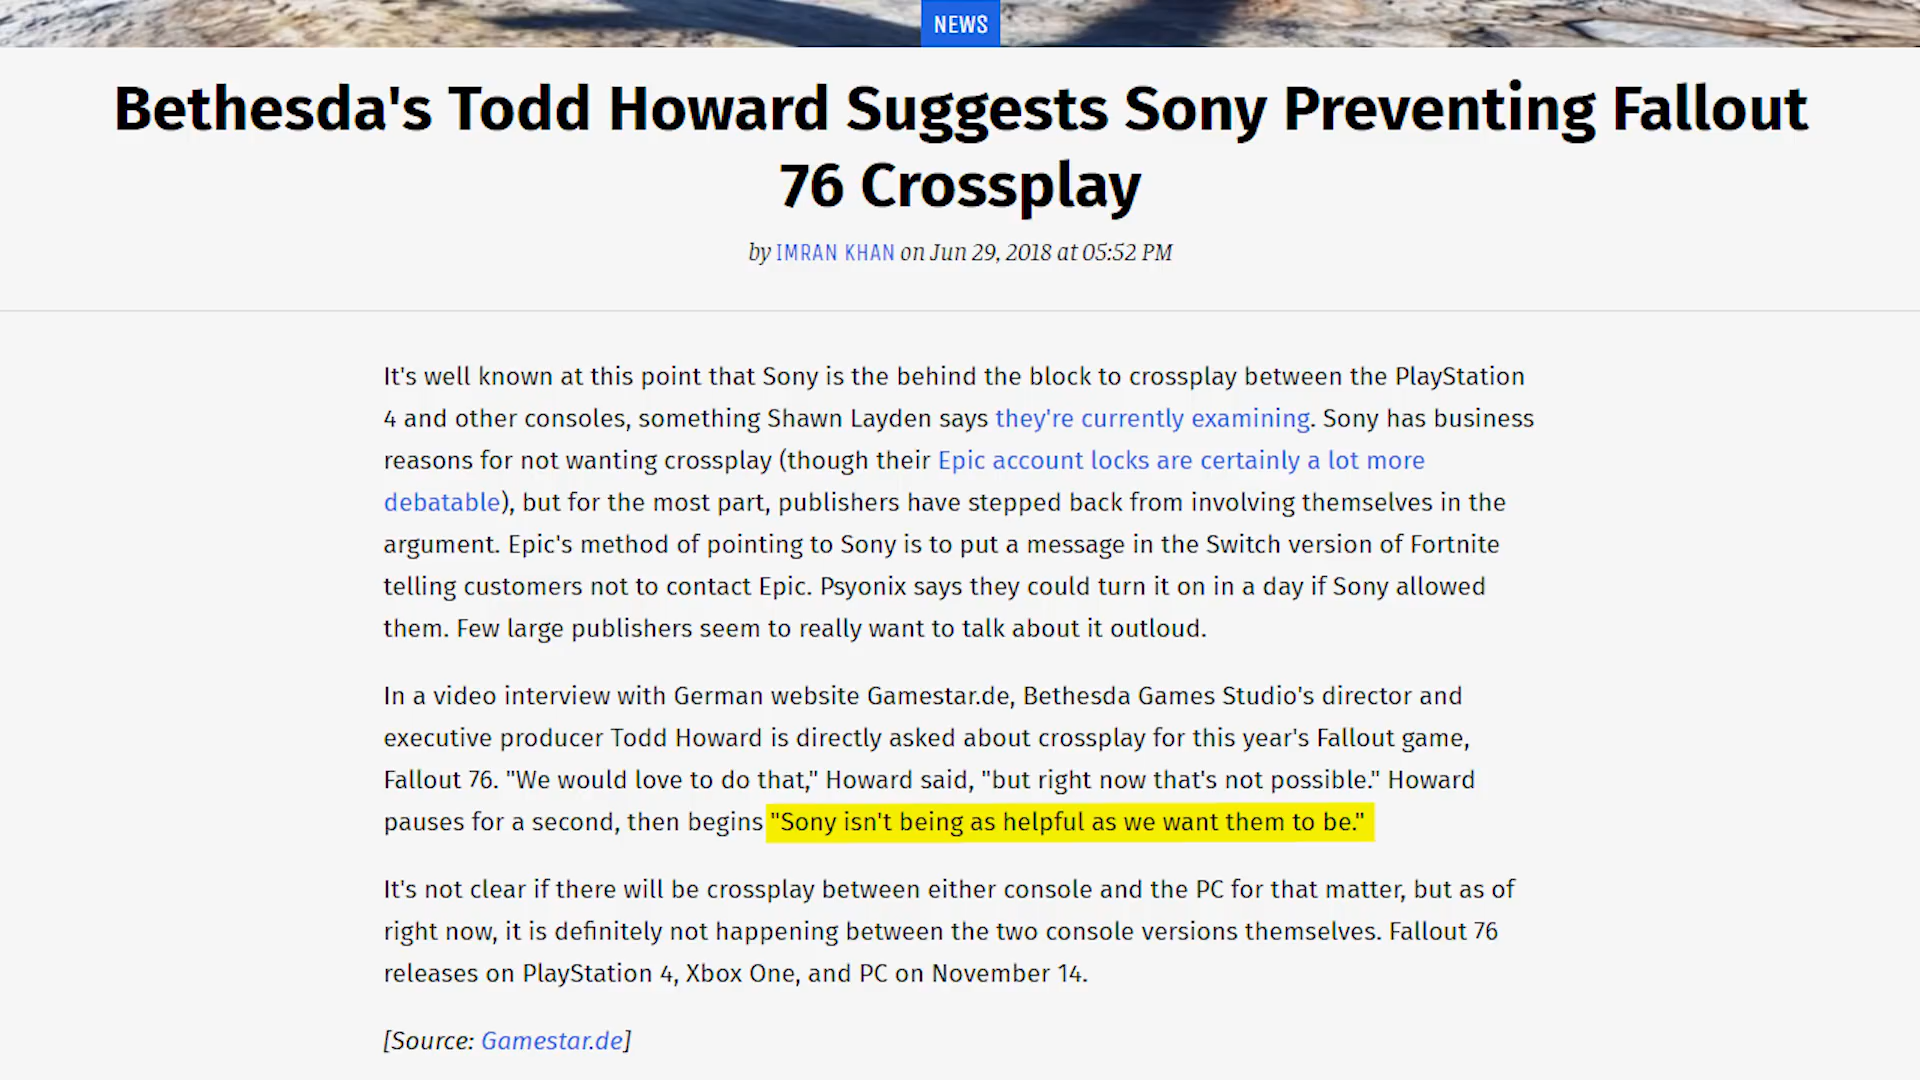 NEWS
Bethesda's Todd Howard Suggests Sony Preventing Fallout
76 Crossplay
by IMRAN KHAN on Jun 29, 2018 at 05:52 PM
It's well known at this point that Sony is the behind the block to crossplay between the PlayStation
4 and other consoles, something Shawn Layden says they're currently examining. Sony has business
reasons for not wanting crossplay (though their Epic account locks are certainly a lot more
debatable), but for the most part, publishers have stepped back from involving themselves in the
argument. Epic's method of pointing to Sony is to put a message in the Switch version of Fortnite
telling customers not to contact Epic. Psyonix says they could turn it on in a day if Sony allowed
them. Few large publishers seem to really want to talk about it outloud.
In a video interview with German website Gamestar.de, Bethesda Games Studio's director and
executive producer Todd Howard is directly asked about crossplay for this year's Fallout game,
Fallout 76. "We would love to do that," Howard said, "but right now that's not possible." Howard
pauses for a second, then begins "Sony isn't being as helpful as we want them to be."
It's not clear if there will be crossplay between either console and the PC for that matter, but as of
right now, it is definitely not happening between the two console versions themselves. Fallout 76
releases on PlayStation 4, Xbox One, and PC on November 14.
[Source: Gamestar.de]